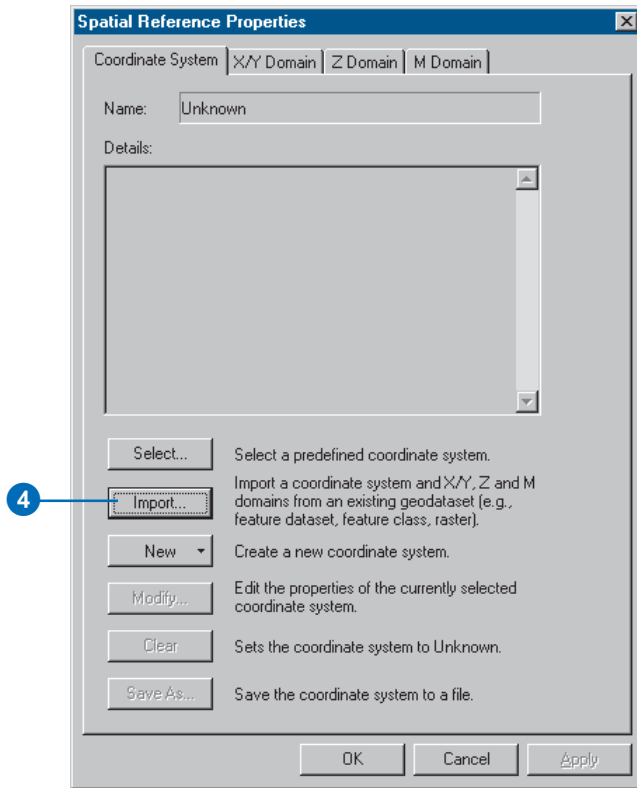 Spatial Reference Properties
Coordinate System X/Y Domain Z Domain M Domain
Name: Unknown
Details:
Select... Select a predefined coordinate system.
Import a coordinate system and X/Y, Z and M
4 Import... domains from an existing geodataset (e.g.,
feature dataset, feature class, raster).
New Create a new coordinate system.
Modify... Edit the properties of the currently selected
coordinate system.
Clear Sets the coordinate system to Unknown.
Save As... Save the coordinate system to a file.
OK Cancel Apply